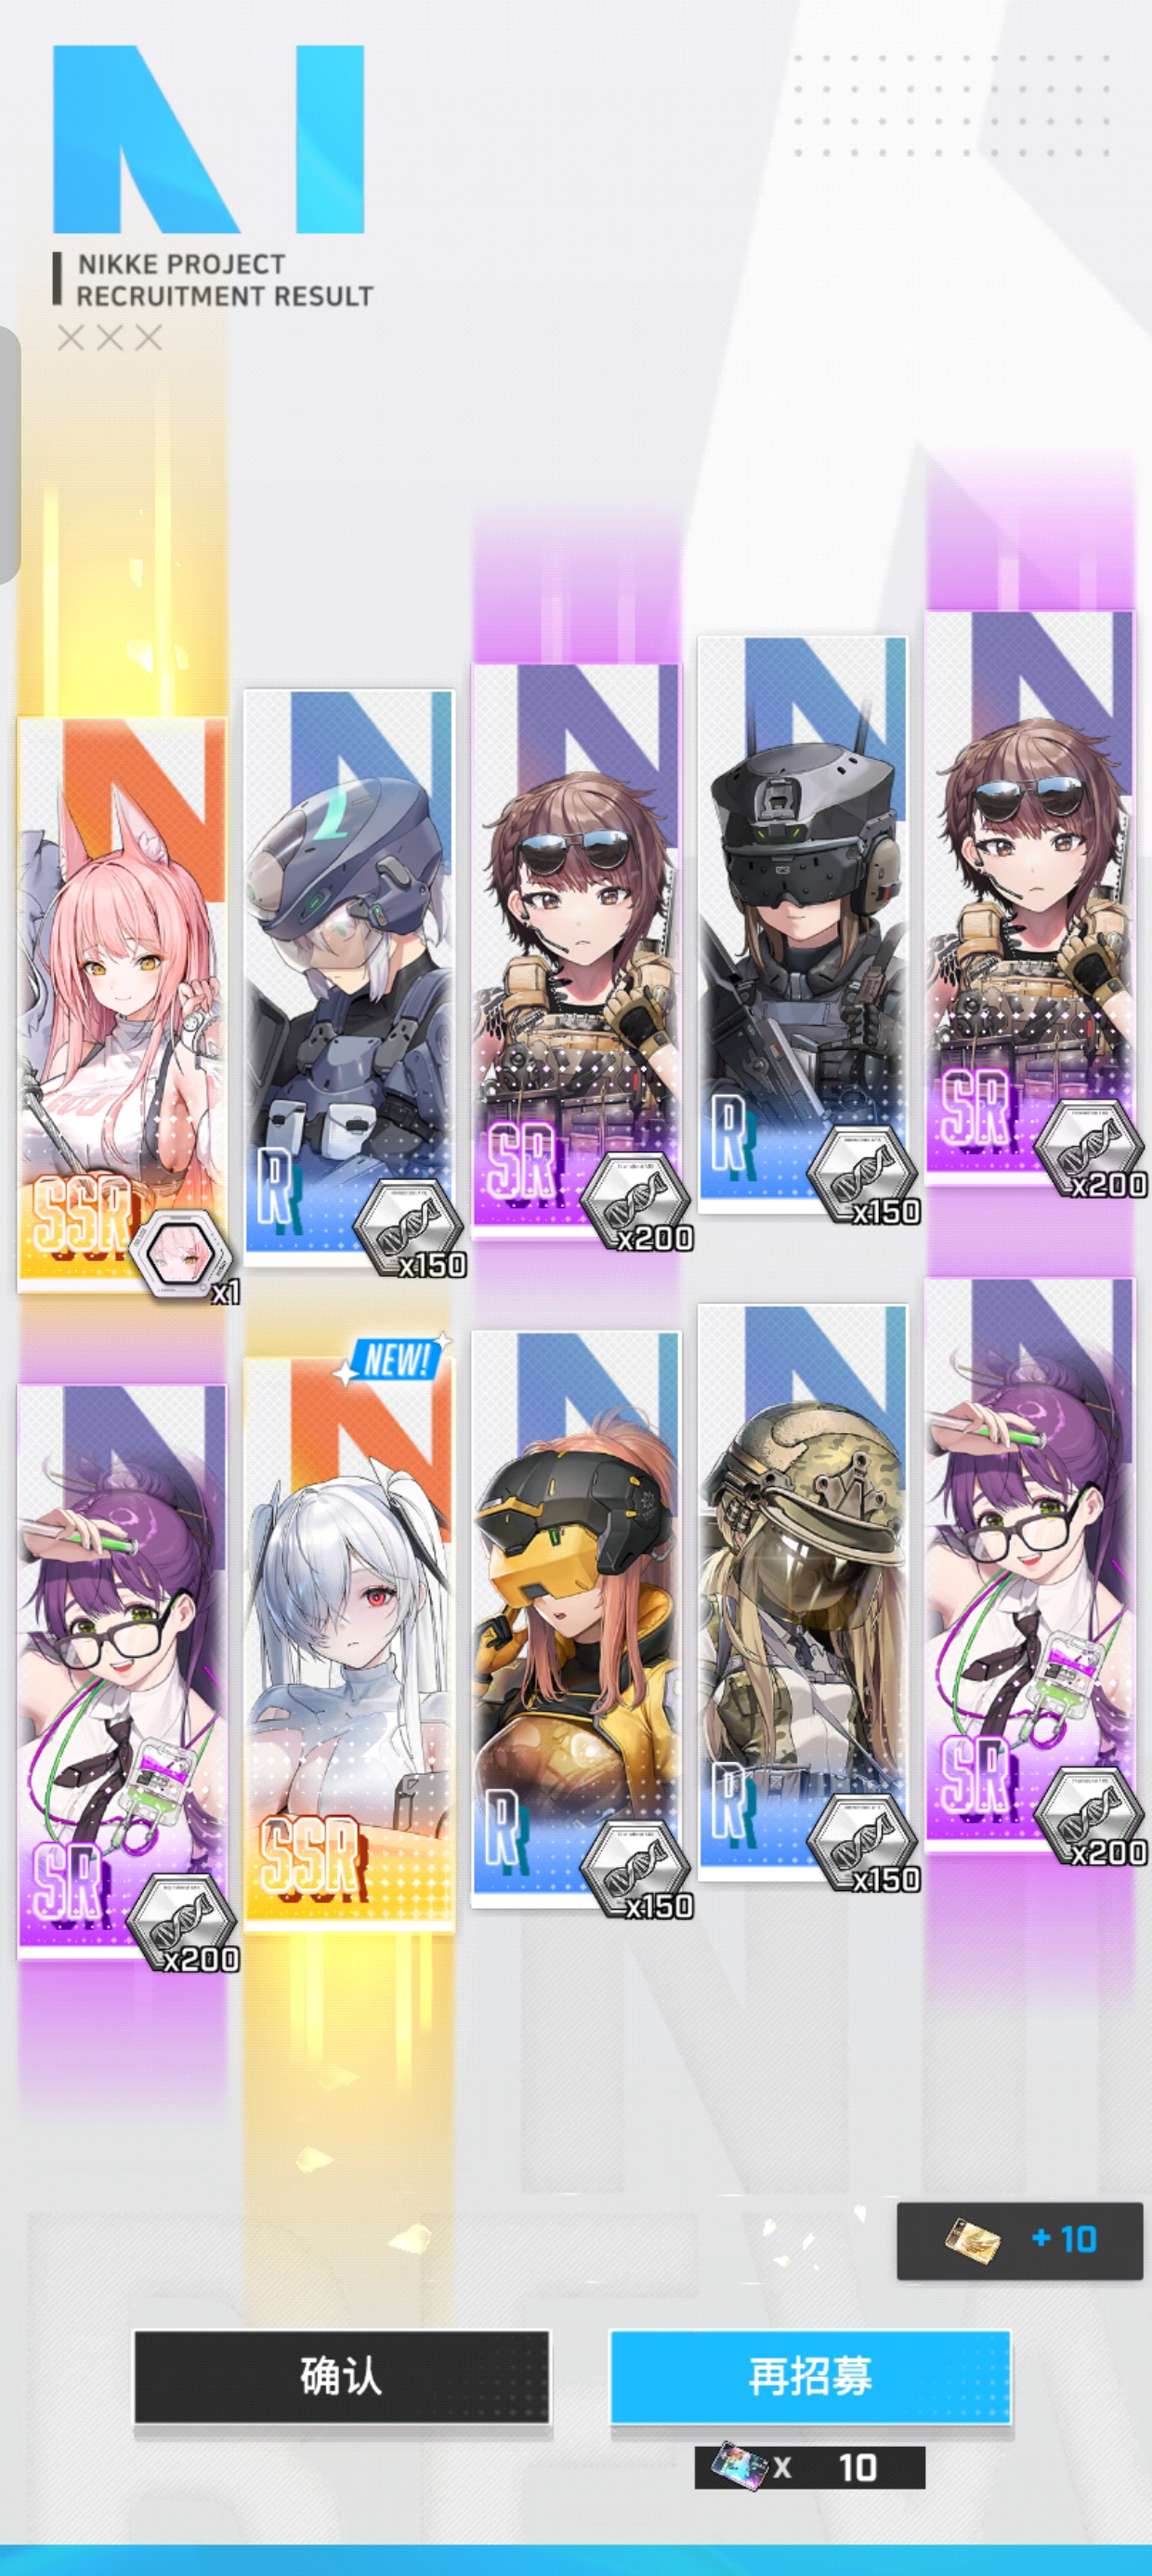 NIKKE PROJECT
RECRUITMENT RESULT
SSR
x1
R
x150
SR
x200
R
x150
SR
x200
SR
x200
NEW!
SSR
R
x150
R
x150
SR
x200
+ 10
确认
再招募
x 10